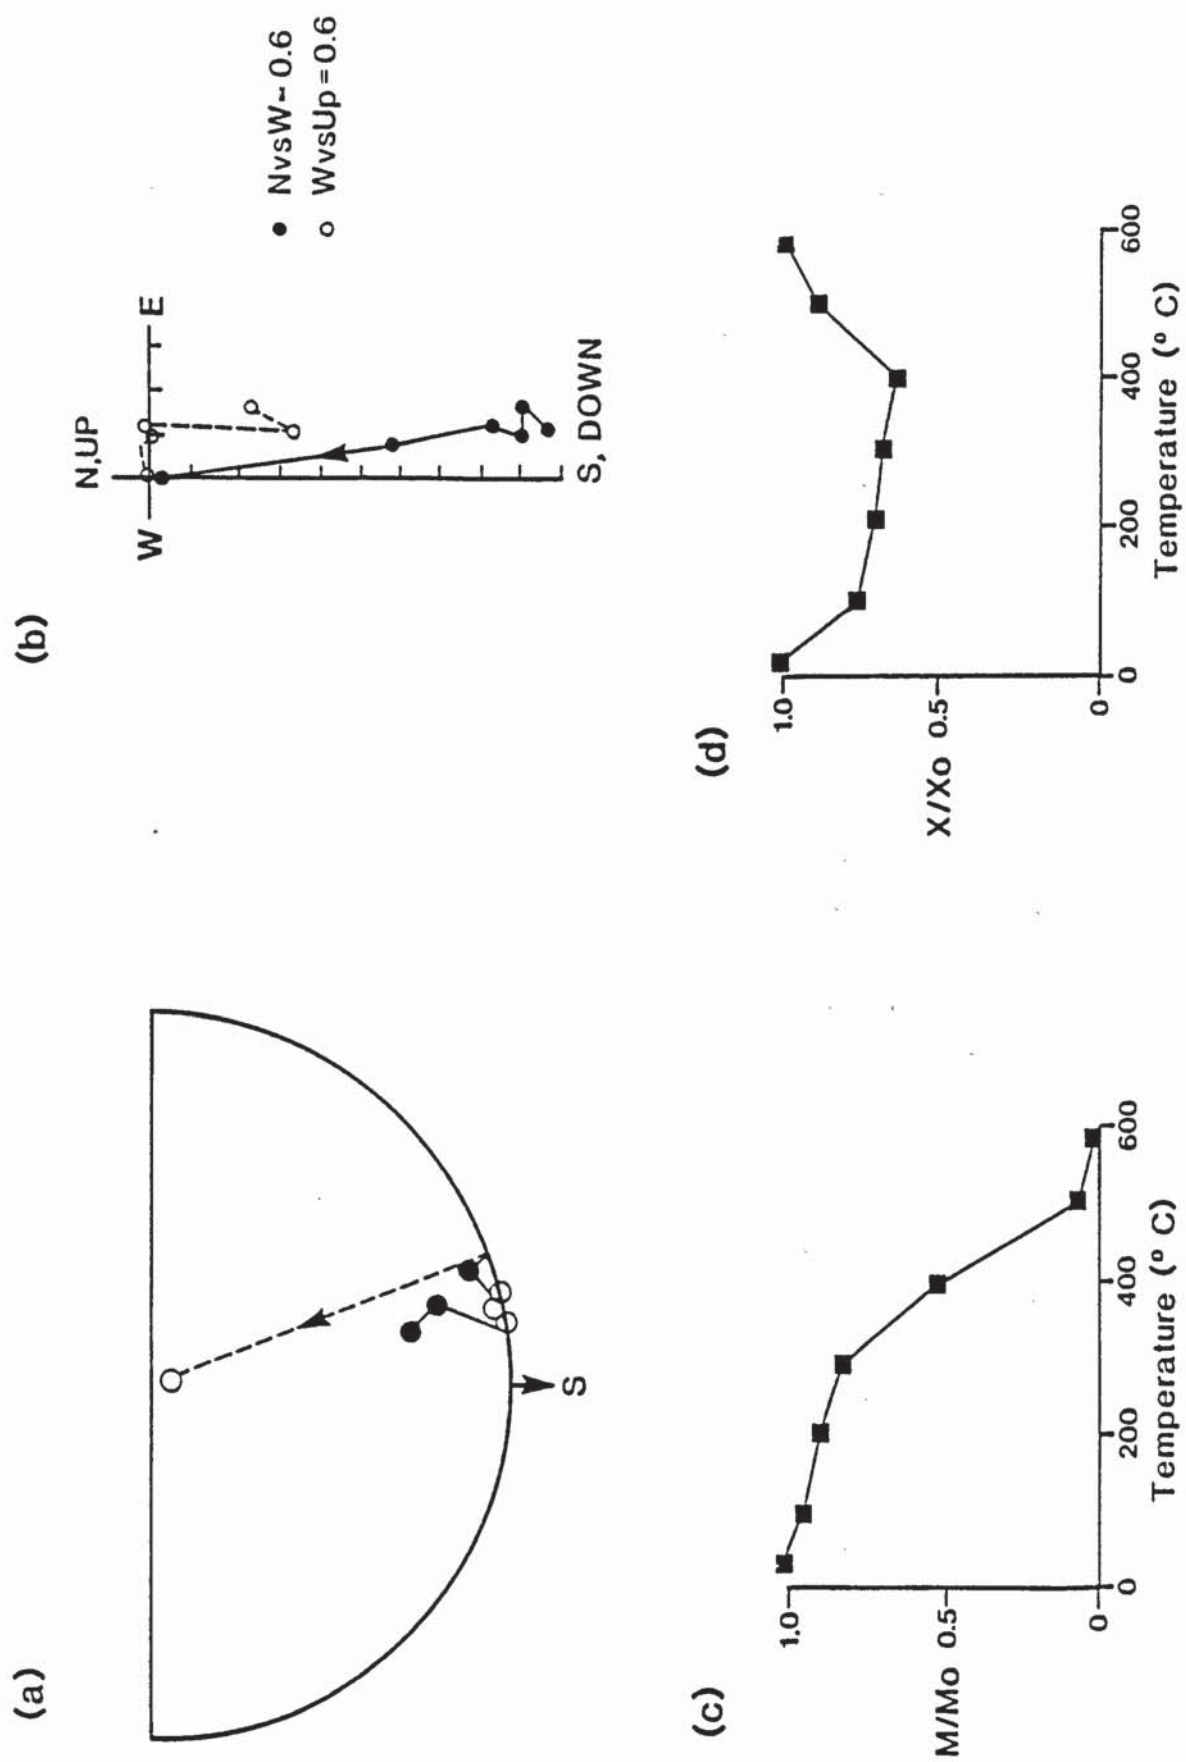 (a)
S
(b)
N,UP
W
E
S, DOWN
● NvsW-0.6
○ WvsUp=0.6
(c)
M/Mo
1.0
0.5
0
0 200 400 600
Temperature (º C)
(d)
X/Xo
1.0
0.5
0
0 200 400 600
Temperature (º C)